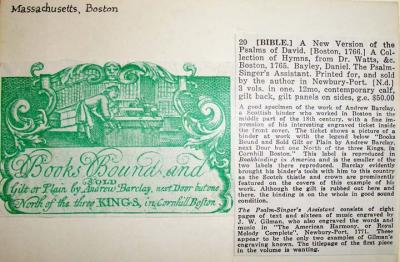 Massachusetts, Boston
Books Bound and
SOLD
Gilt or Plain by Andrew Barclay, next Door but one
North of the three KINGS, in Cornhill Boston
20 [BIBLE.] A New Version of the
Psalms of David. [Boston, 1766.] A Col-
lection of Hymns, from Dr. Watts, &c.
Boston, 1765. Bayley, Daniel. The Psalm-
Singer's Assistant. Printed for, and sold
by the author in Newbury-Port. [N.d.]
3 vols. in one. 12mo, contemporary calf,
gilt back, gilt panels on sides, g.e. $50.00
A good specimen of the work of Andrew Barclay,
a Scottish binder who worked in Boston in the
middle part of the 18th century, with a fine im-
pression of his interesting engraved ticket inside
the front cover. The ticket shows a picture of a
binder at work with the legend below "Books
Bound and Sold Gilt or Plain by Andrew Barclay,
next Door but one North of the three Kings, in
Cornhill Boston." This label is reproduced in
Bookbinding in America and is the smaller of the
two labels there reproduced. Barclay evidently
brought his binder's tools with him to this country
as the Scotch thistle and crown are prominently
featured on the covers of this example of his
work. Although the gilt is rubbed out here and
there, the binding is on the whole in very sound
condition.
The Psalm-Singer's Assistant consists of eight
pages of text and sixteen of music engraved by
J. W. Gilman, who also engraved the words and
music in "The American Harmony, or Royal
Melody Complete", Newbury-Port, 1771. These
appear to be the only two examples of Gilman's
engraving known. The titlepage of the first piece
in the volume is wanting.